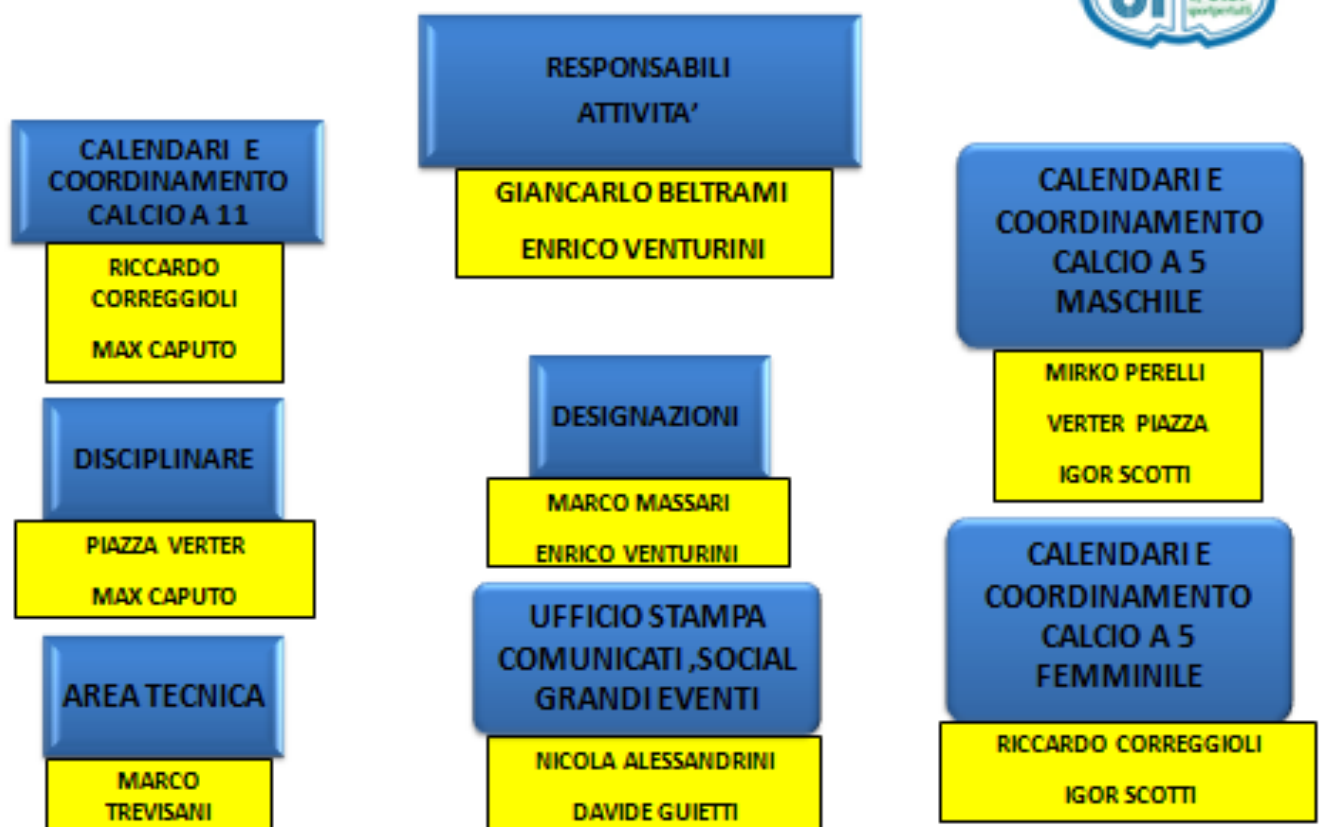 RESPONSABILI
ATTIVITA'
GIANCARLO BELTRAMI
ENRICO VENTURINI
CALENDARI E
COORDINAMENTO
CALCIO A 11
RICCARDO
CORREGGIOLI
MAX CAPUTO
DISCIPLINARE
PIAZZA VERTER
MAX CAPUTO
AREA TECNICA
MARCO
TREVISANI
DESIGNAZIONI
MARCO MASSARI
ENRICO VENTURINI
UFFICIO STAMPA
COMUNICATI ,SOCIAL
GRANDI EVENTI
NICOLA ALESSANDRINI
DAVIDE GUIETTI
CALENDARI E
COORDINAMENTO
CALCIO A 5
MASCHILE
MIRKO PERELLI
VERTER PIAZZA
IGOR SCOTTI
CALENDARI E
COORDINAMENTO
CALCIO A 5
FEMMINILE
RICCARDO CORREGGIOLI
IGOR SCOTTI